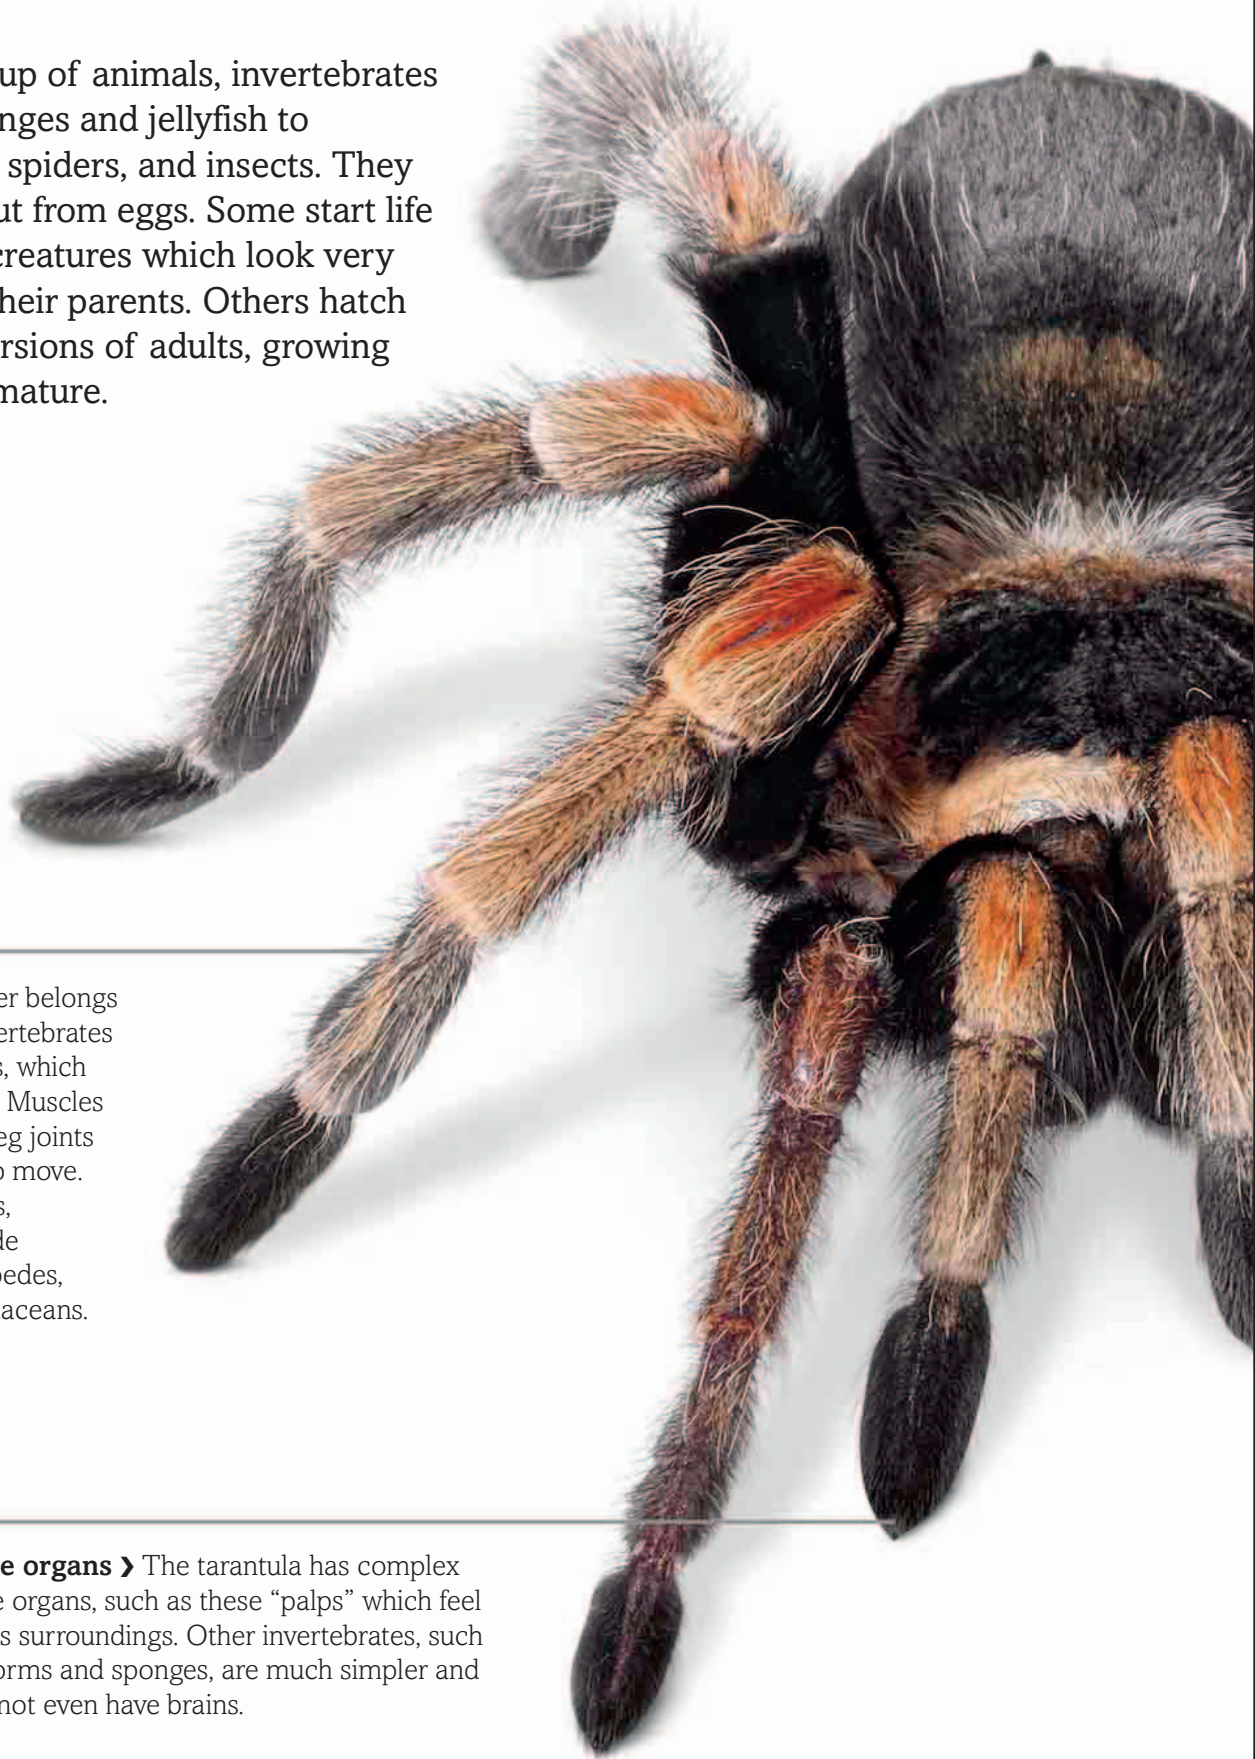 up of animals, invertebrates
nges and jellyfish to
spiders, and insects. They
ut from eggs. Some start life
creatures which look very
heir parents. Others hatch
rsions of adults, growing
mature.
er belongs
ertebrates
s, which
Muscles
eg joints
o move.
s,
de
pedes,
aceans.
e organs ❯ The tarantula has complex
e organs, such as these “palps” which feel
s surroundings. Other invertebrates, such
orms and sponges, are much simpler and
not even have brains.